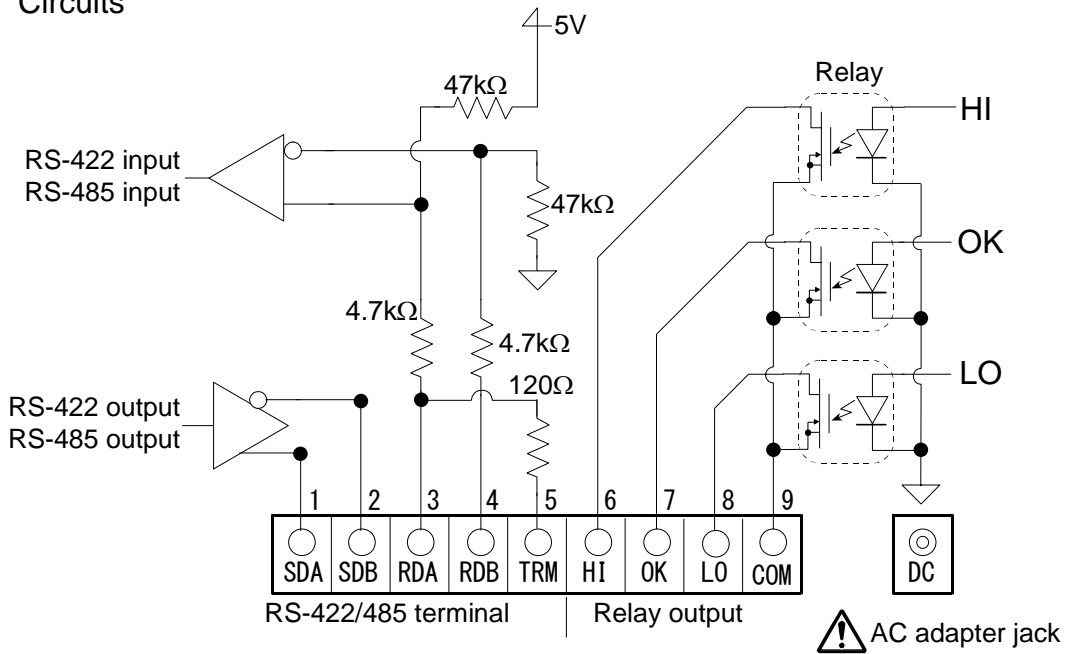 Circuits
5V
47kΩ
Relay
HI
RS-422 input
RS-485 input
47kΩ
OK
4.7kΩ
4.7kΩ
LO
120Ω
RS-422 output
RS-485 output
1 2 3 4 5 6 7 8 9
SDA SDB RDA RDB TRM HI OK LO COM DC
RS-422/485 terminal Relay output
AC adapter jack